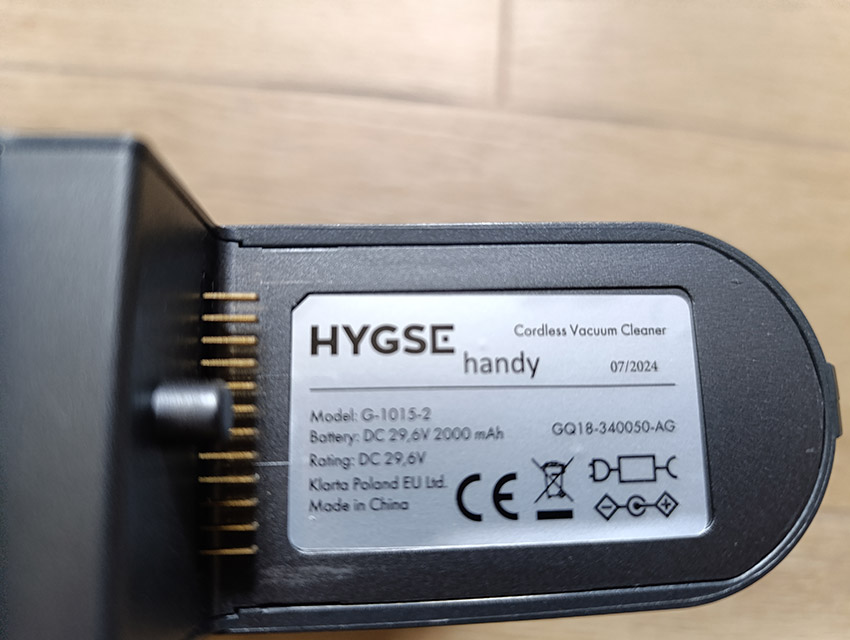 HYGSE
Cordless Vacuum Cleaner
handy
07/2024
Model: G-1015-2
Battery: DC 29,6V 2000 mAh
GQ18-340050-AG
Rating: DC 29,6V
Klarta Poland EU Ltd.
Made in China
CE